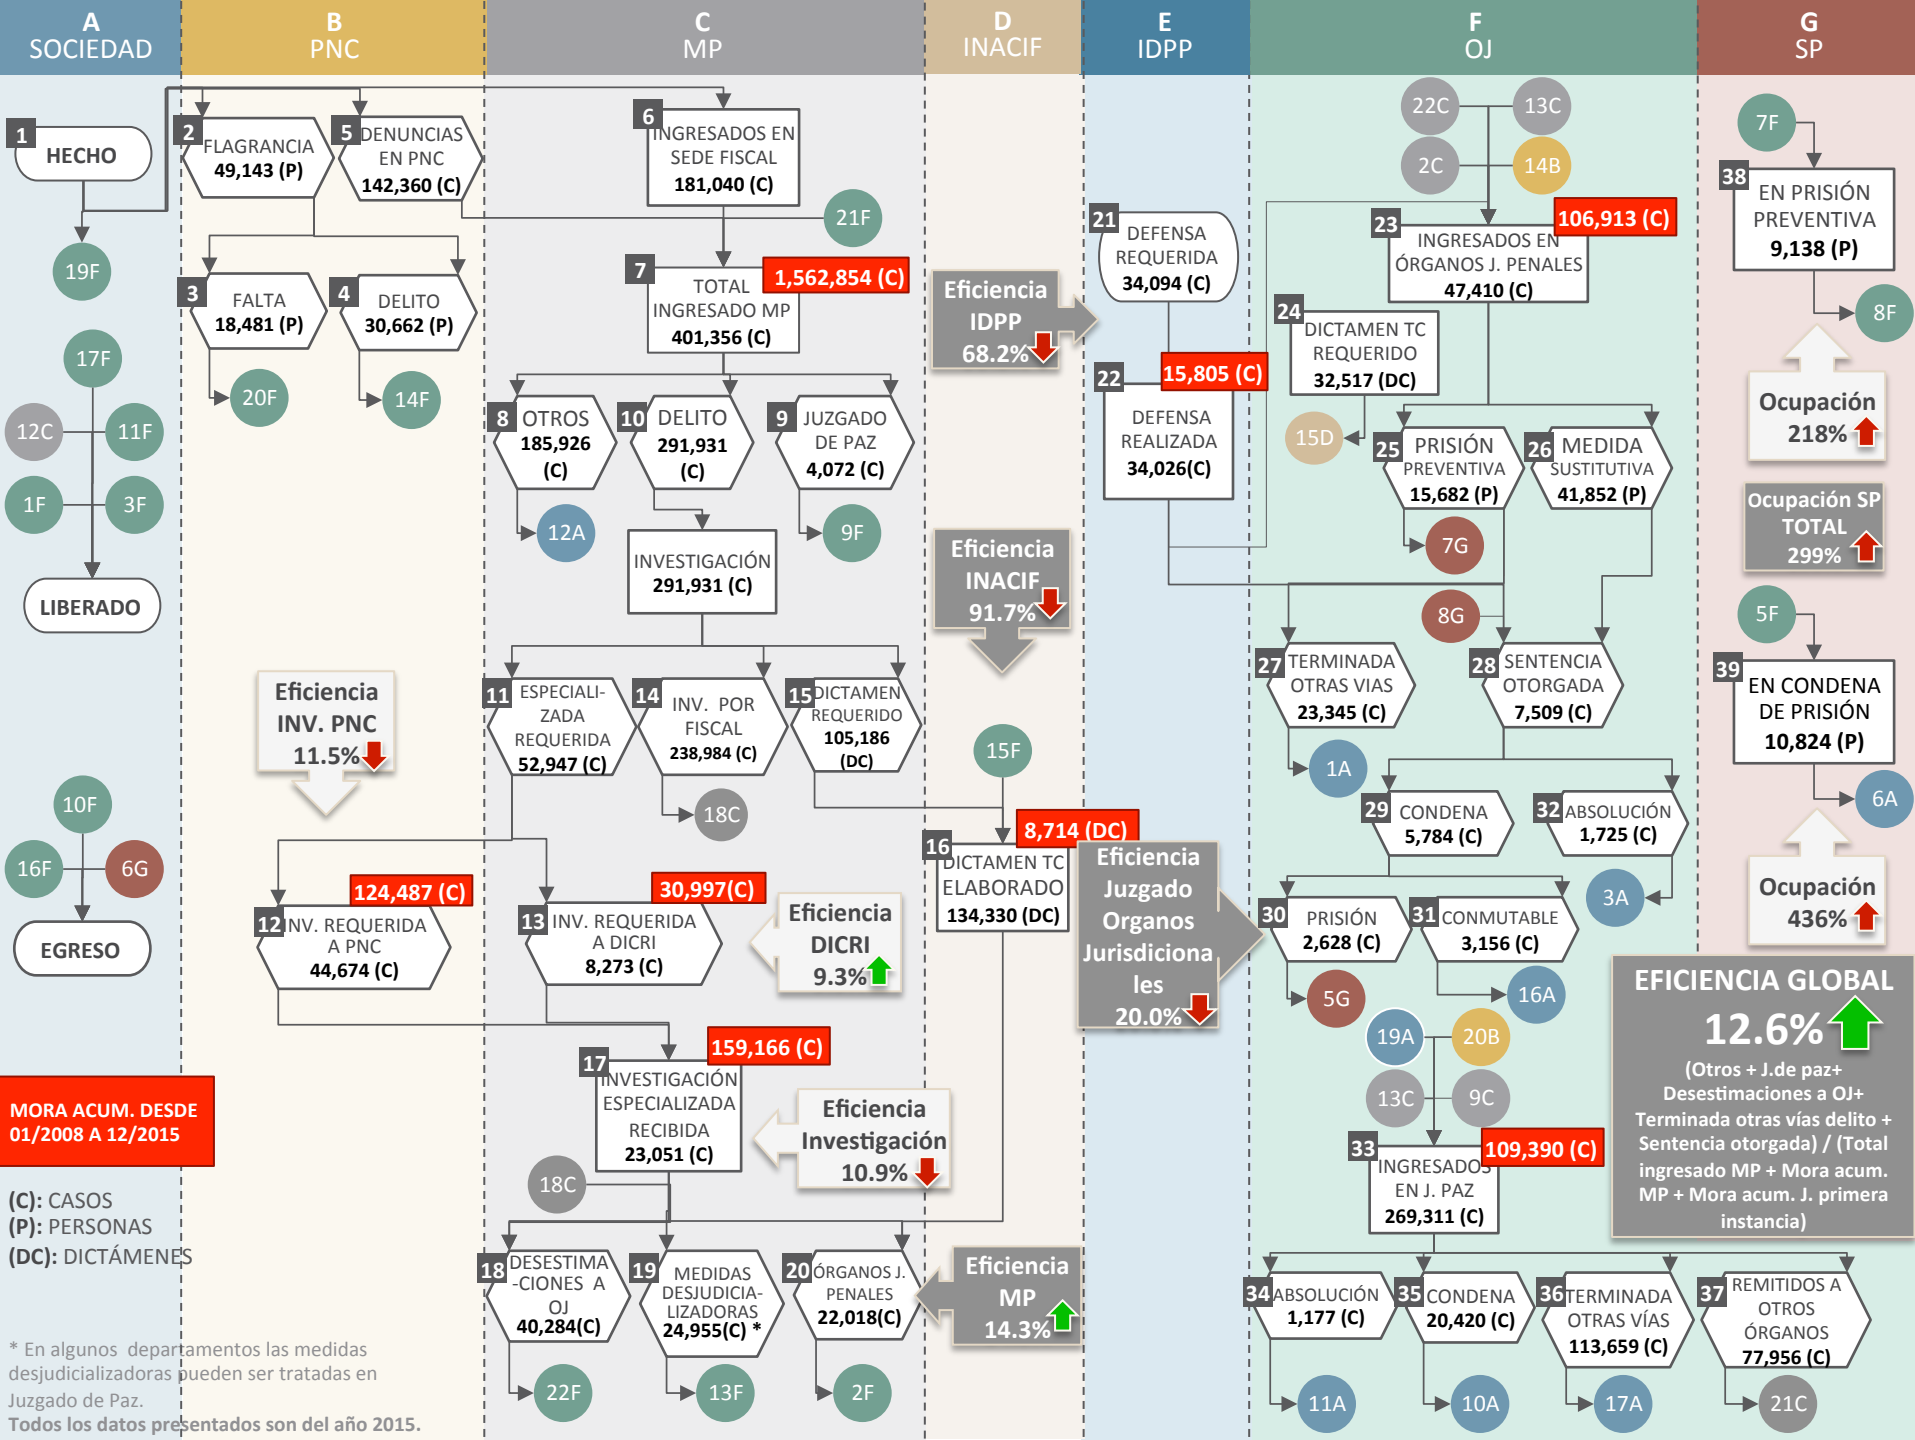 A
SOCIEDAD
B
PNC
C
MP
D
INACIF
E
IDPP
F
OJ
G
SP
1
HECHO
19F
17F
12C
11F
1F
3F
LIBERADO
10F
16F
6G
EGRESO
MORA ACUM. DESDE
01/2008 A 12/2015
(C): CASOS
(P): PERSONAS
(DC): DICTÁMENES
* En algunos departamentos las medidas
desjudicializadoras pueden ser tratadas en
Juzgado de Paz.
Todos los datos presentados son del año 2015.
2
FLAGRANCIA
49,143 (P)
5
DENUNCIAS
EN PNC
142,360 (C)
3
FALTA
18,481 (P)
4
DELITO
30,662 (P)
20F
14F
Eficiencia
INV. PNC
11.5%
124,487 (C)
12
INV. REQUERIDA
A PNC
44,674 (C)
6
INGRESADOS EN
SEDE FISCAL
181,040 (C)
21F
7
1,562,854 (C)
TOTAL
INGRESADO MP
401,356 (C)
8
OTROS
185,926
(C)
10
DELITO
291,931
(C)
9
JUZGADO
DE PAZ
4,072 (C)
12A
9F
INVESTIGACIÓN
291,931 (C)
11
ESPECIALI-
ZADA
REQUERIDA
52,947 (C)
14
INV. POR
FISCAL
238,984 (C)
15
DICTAMEN
REQUERIDO
105,186
(DC)
18C
30,997(C)
13
INV. REQUERIDA
A DICRI
8,273 (C)
Eficiencia
DICRI
9.3%
159,166 (C)
17
INVESTIGACIÓN
ESPECIALIZADA
RECIBIDA
23,051 (C)
Eficiencia
Investigación
10.9%
18C
18
DESESTIMA
-CIONES A
OJ
40,284(C)
19
MEDIDAS
DESJUDICIA-
LIZADORAS
24,955(C) *
20
ÓRGANOS J.
PENALES
22,018(C)
22F
13F
2F
Eficiencia
IDPP
68.2%
Eficiencia
INACIF
91.7%
15F
8,714 (DC)
16
DICTAMEN TC
ELABORADO
134,330 (DC)
Eficiencia
MP
14.3%
21
DEFENSA
REQUERIDA
34,094 (C)
15,805 (C)
22
DEFENSA
REALIZADA
34,026(C)
Eficiencia
Juzgado
Organos
Jurisdicciona
les
20.0%
22C
13C
2C
14B
106,913 (C)
23
INGRESADOS EN
ÓRGANOS J. PENALES
47,410 (C)
24
DICTAMEN TC
REQUERIDO
32,517 (DC)
15D
25
PRISIÓN
PREVENTIVA
15,682 (P)
26
MEDIDA
SUSTITUTIVA
41,852 (P)
7G
8G
27
TERMINADA
OTRAS VIAS
23,345 (C)
28
SENTENCIA
OTORGADA
7,509 (C)
1A
29
CONDENA
5,784 (C)
32
ABSOLUCIÓN
1,725 (C)
3A
30
PRISIÓN
2,628 (C)
31
CONMUTABLE
3,156 (C)
5G
16A
19A
20B
13C
9C
109,390 (C)
33
INGRESADOS
EN J. PAZ
269,311 (C)
34
ABSOLUCIÓN
1,177 (C)
35
CONDENA
20,420 (C)
36
TERMINADA
OTRAS VÍAS
113,659 (C)
37
REMITIDOS A
OTROS
ÓRGANOS
77,956 (C)
11A
10A
17A
21C
7F
38
EN PRISIÓN
PREVENTIVA
9,138 (P)
8F
Ocupación
218%
Ocupación SP
TOTAL
299%
5F
39
EN CONDENA
DE PRISIÓN
10,824 (P)
6A
Ocupación
436%
EFICIENCIA GLOBAL
12.6%
(Otros + J.de paz+
Desestimaciones a OJ+
Terminada otras vías delito +
Sentencia otorgada) / (Total
ingresado MP + Mora acum.
MP + Mora acum. J. primera
instancia)